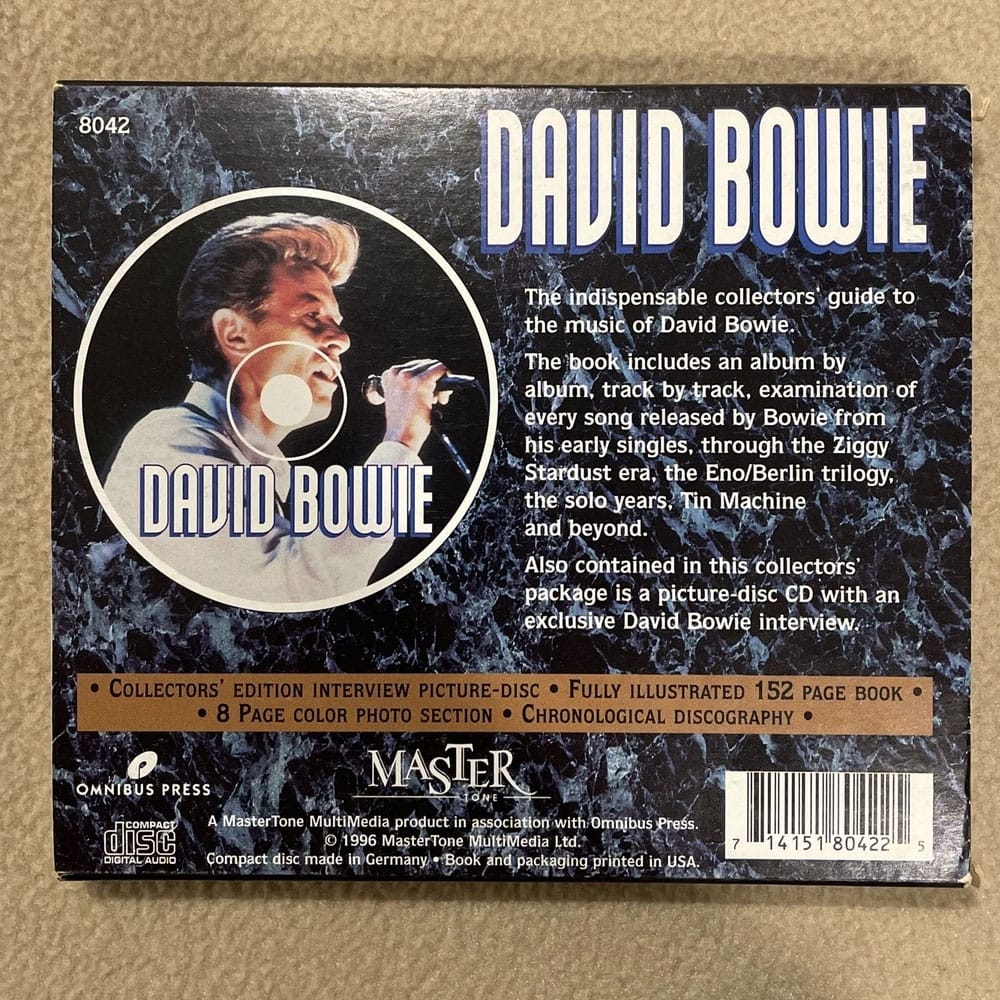 8042
DAVID BOWIE
DAVID BOWIE
The indispensable collectors' guide to
the music of David Bowie.
The book includes an album by
album, track by track, examination of
every song released by Bowie from
his early singles, through the Ziggy
Stardust era, the Eno/Berlin trilogy,
the solo years, Tin Machine
and beyond.
Also contained in this collectors'
package is a picture-disc CD with an
exclusive David Bowie interview.
• COLLECTORS' EDITION INTERVIEW PICTURE-DISC • FULLY ILLUSTRATED 152 PAGE BOOK •
• 8 PAGE COLOR PHOTO SECTION • CHRONOLOGICAL DISCOGRAPHY •
OMNIBUS PRESS
MASTER
TONE
COMPACT
disc
DIGITAL AUDIO
A MasterTone MultiMedia product in association with Omnibus Press.
© 1996 MasterTone MultiMedia Ltd.
Compact disc made in Germany • Book and packaging printed in USA.
7 14151 80422 5